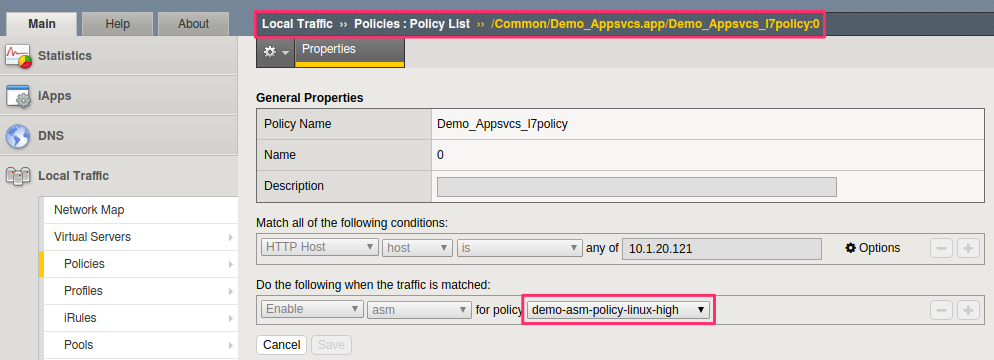 Main Help About
Local Traffic ›› Policies : Policy List ›› /Common/Demo_Appsvcs.app/Demo_Appsvcs_l7policy:0
Statistics
iApps
DNS
Local Traffic
Network Map
Virtual Servers
Policies
Profiles
iRules
Pools
Properties
General Properties
Policy Name Demo_Appsvcs_l7policy
Name 0
Description
Match all of the following conditions:
HTTP Host host is any of 10.1.20.121 Options
Do the following when the traffic is matched:
Enable asm for policy demo-asm-policy-linux-high
Cancel Save